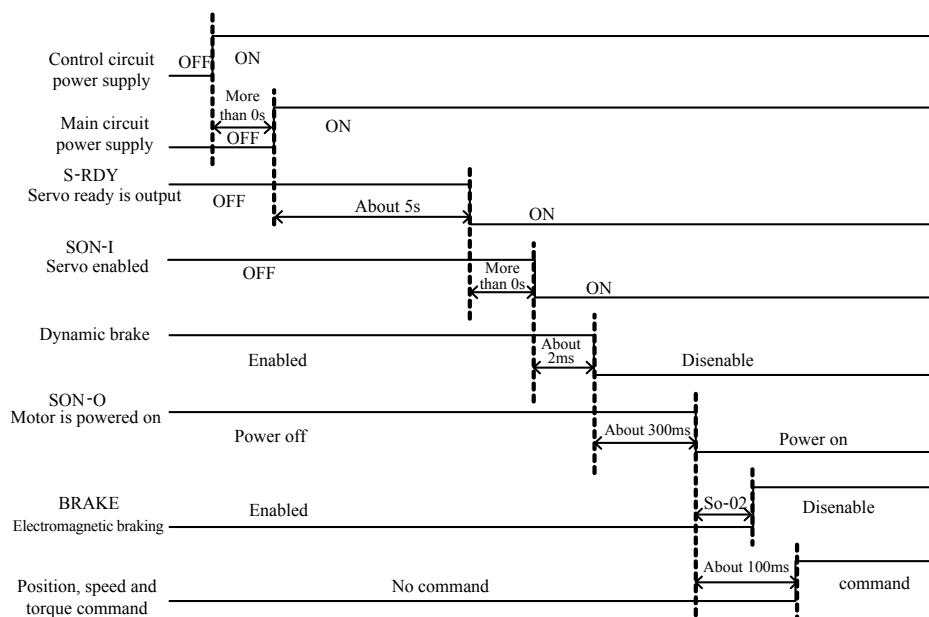 Control circuit
power supply
OFF
ON
More
than 0s
Main circuit
power supply
OFF
ON
S-RDY
Servo ready is output
OFF
About 5s
ON
SON-I
Servo enabled
OFF
More
than 0s
ON
Dynamic brake
Enabled
About
2ms
Disenable
SON-O
Motor is powered on
Power off
About 300ms
Power on
BRAKE
Electromagnetic braking
Enabled
So-02
Disenable
Position, speed and
torque command
No command
About 100ms
command